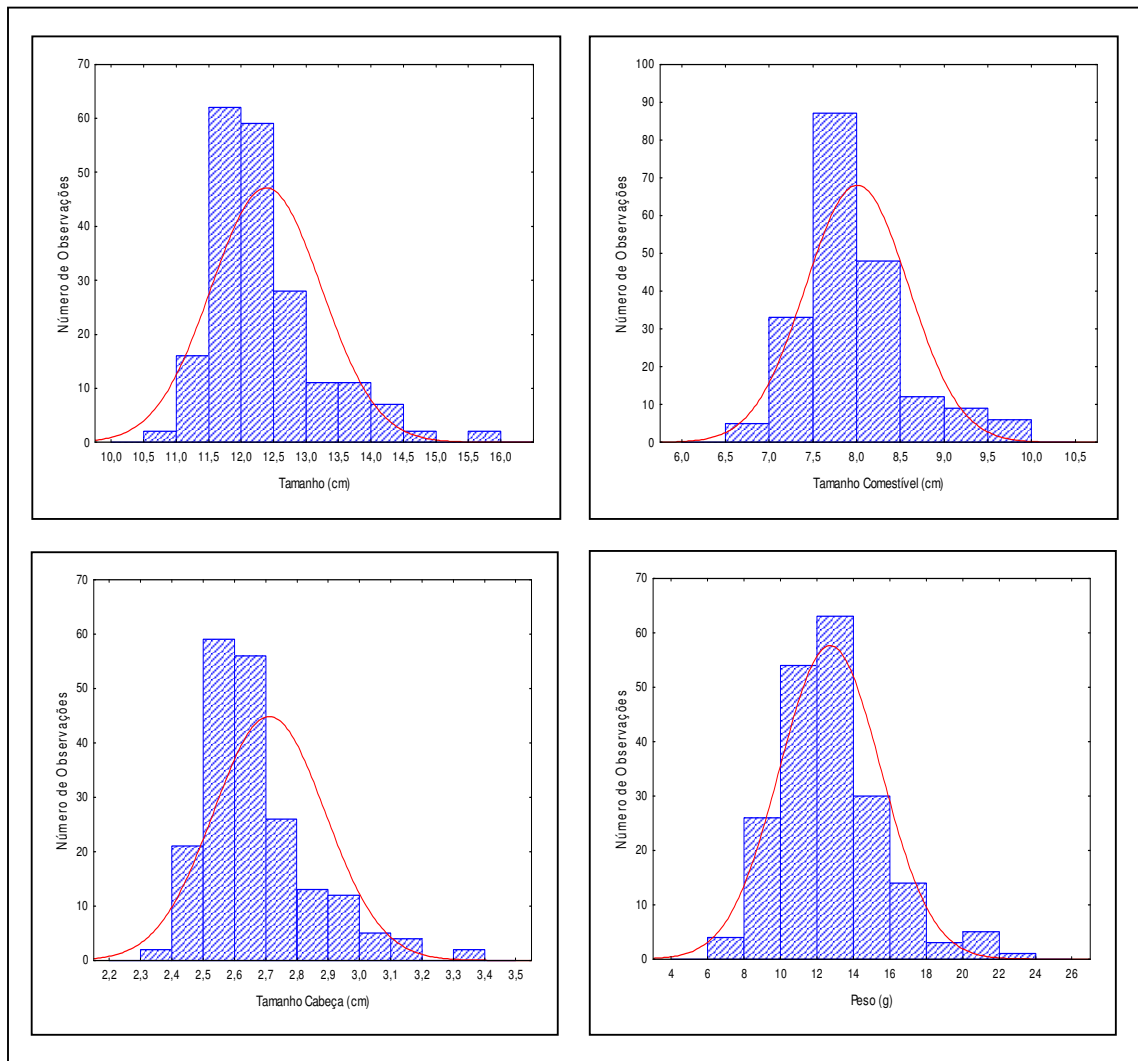 70
60
50
40
30
20
10
0
Número de Observações
10,0 10,5 11,0 11,5 12,0 12,5 13,0 13,5 14,0 14,5 15,0 15,5 16,0
Tamanho (cm)
100
90
80
70
60
50
40
30
20
10
0
Número de Observações
6,0 6,5 7,0 7,5 8,0 8,5 9,0 9,5 10,0 10,5
Tamanho Comestível (cm)
70
60
50
40
30
20
10
0
Número de Observações
2,2 2,3 2,4 2,5 2,6 2,7 2,8 2,9 3,0 3,1 3,2 3,3 3,4 3,5
Tamanho Cabeça (cm)
70
60
50
40
30
20
10
0
Número de Observações
4 6 8 10 12 14 16 18 20 22 24 26
Peso (g)